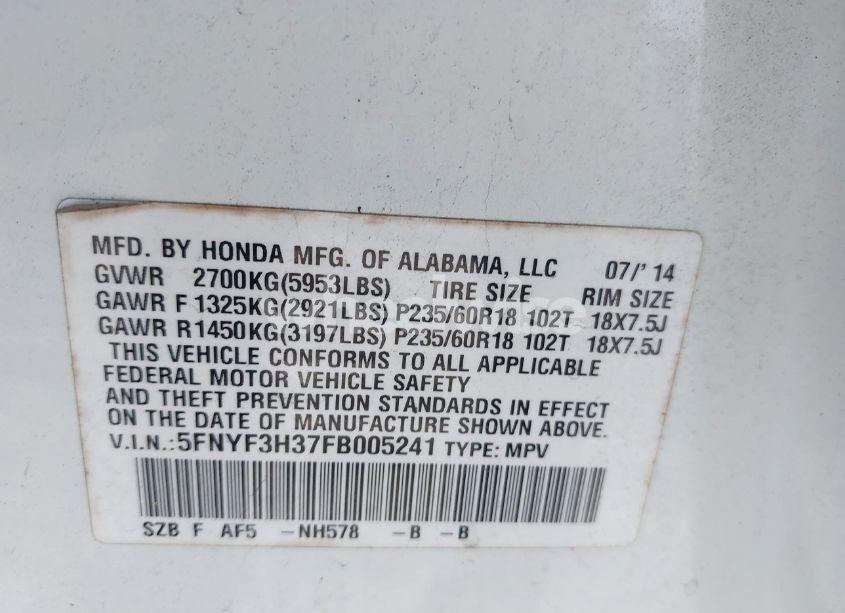 MFD. BY HONDA MFG. OF ALABAMA, LLC 07/'14
GVWR 2700KG(5953LBS) TIRE SIZE RIM SIZE
GAWR F 1325KG(2921LBS) P235/60R18 102T 18X7.5J
GAWR R 1450KG(3197LBS) P235/60R18 102T 18X7.5J
THIS VEHICLE CONFORMS TO ALL APPLICABLE
FEDERAL MOTOR VEHICLE SAFETY
AND THEFT PREVENTION STANDARDS IN EFFECT
ON THE DATE OF MANUFACTURE SHOWN ABOVE.
V.I.N.:5FNYF3H37FB005241 TYPE: MPV
SZB F AF5 -NH578 -B -B